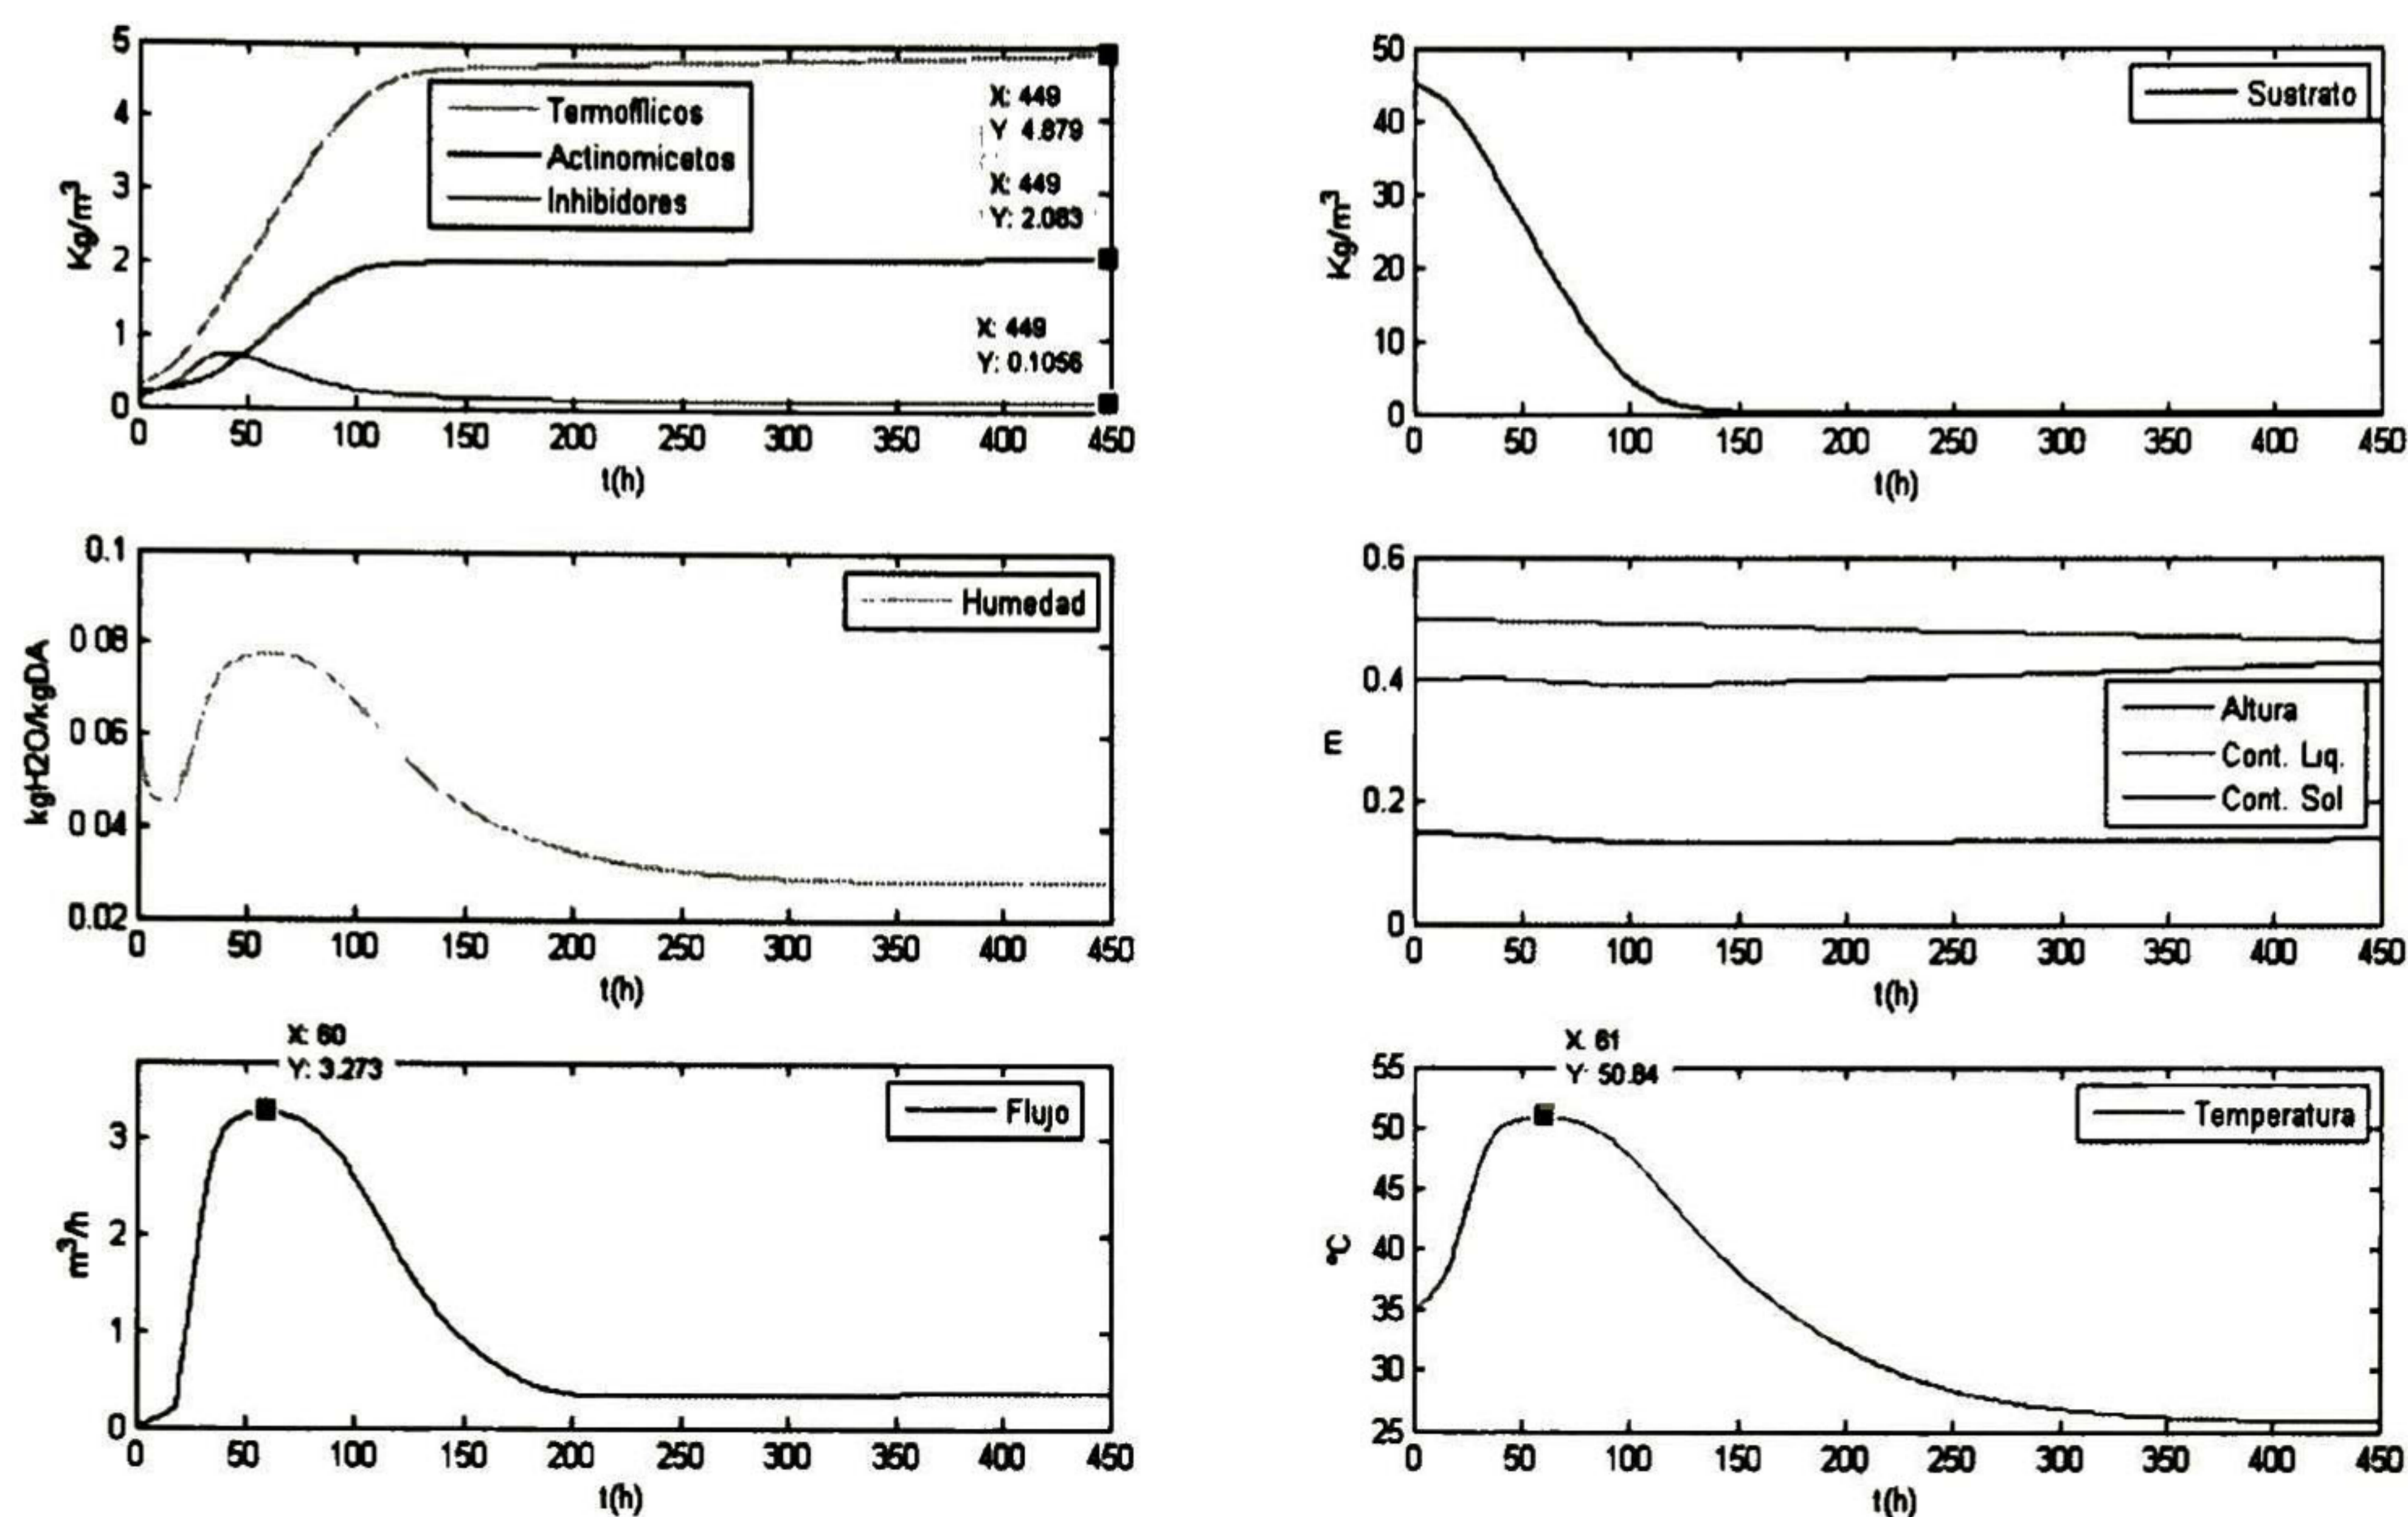 5
4
3
2
1
0
Kg/m³
Termofílicos
Actinomicetos
Inhibidores
X: 449
Y 4.879
X: 449
Y: 2.083
X: 449
Y: 0.1056
0 50 100 150 200 250 300 350 400 450
t(h)
50
40
30
20
10
0
Kg/m³
Sustrato
0 50 100 150 200 250 300 350 400 450
t(h)
0.1
0 08
0 06
0 04
0.02
kgH2O/kgDA
Humedad
0 50 100 150 200 250 300 350 400 450
t(h)
0.6
0.4
0.2
0
m
Altura
Cont. Liq.
Cont. Sol
0 50 100 150 200 250 300 350 400 450
t(h)
X: 60
Y: 3.273
3
2
1
0
m³/h
Flujo
0 50 100 150 200 250 300 350 400 450
t(h)
X. 61
Y: 50.84
55
50
45
40
35
30
25
°C
Temperatura
0 50 100 150 200 250 300 350 400 450
t(h)